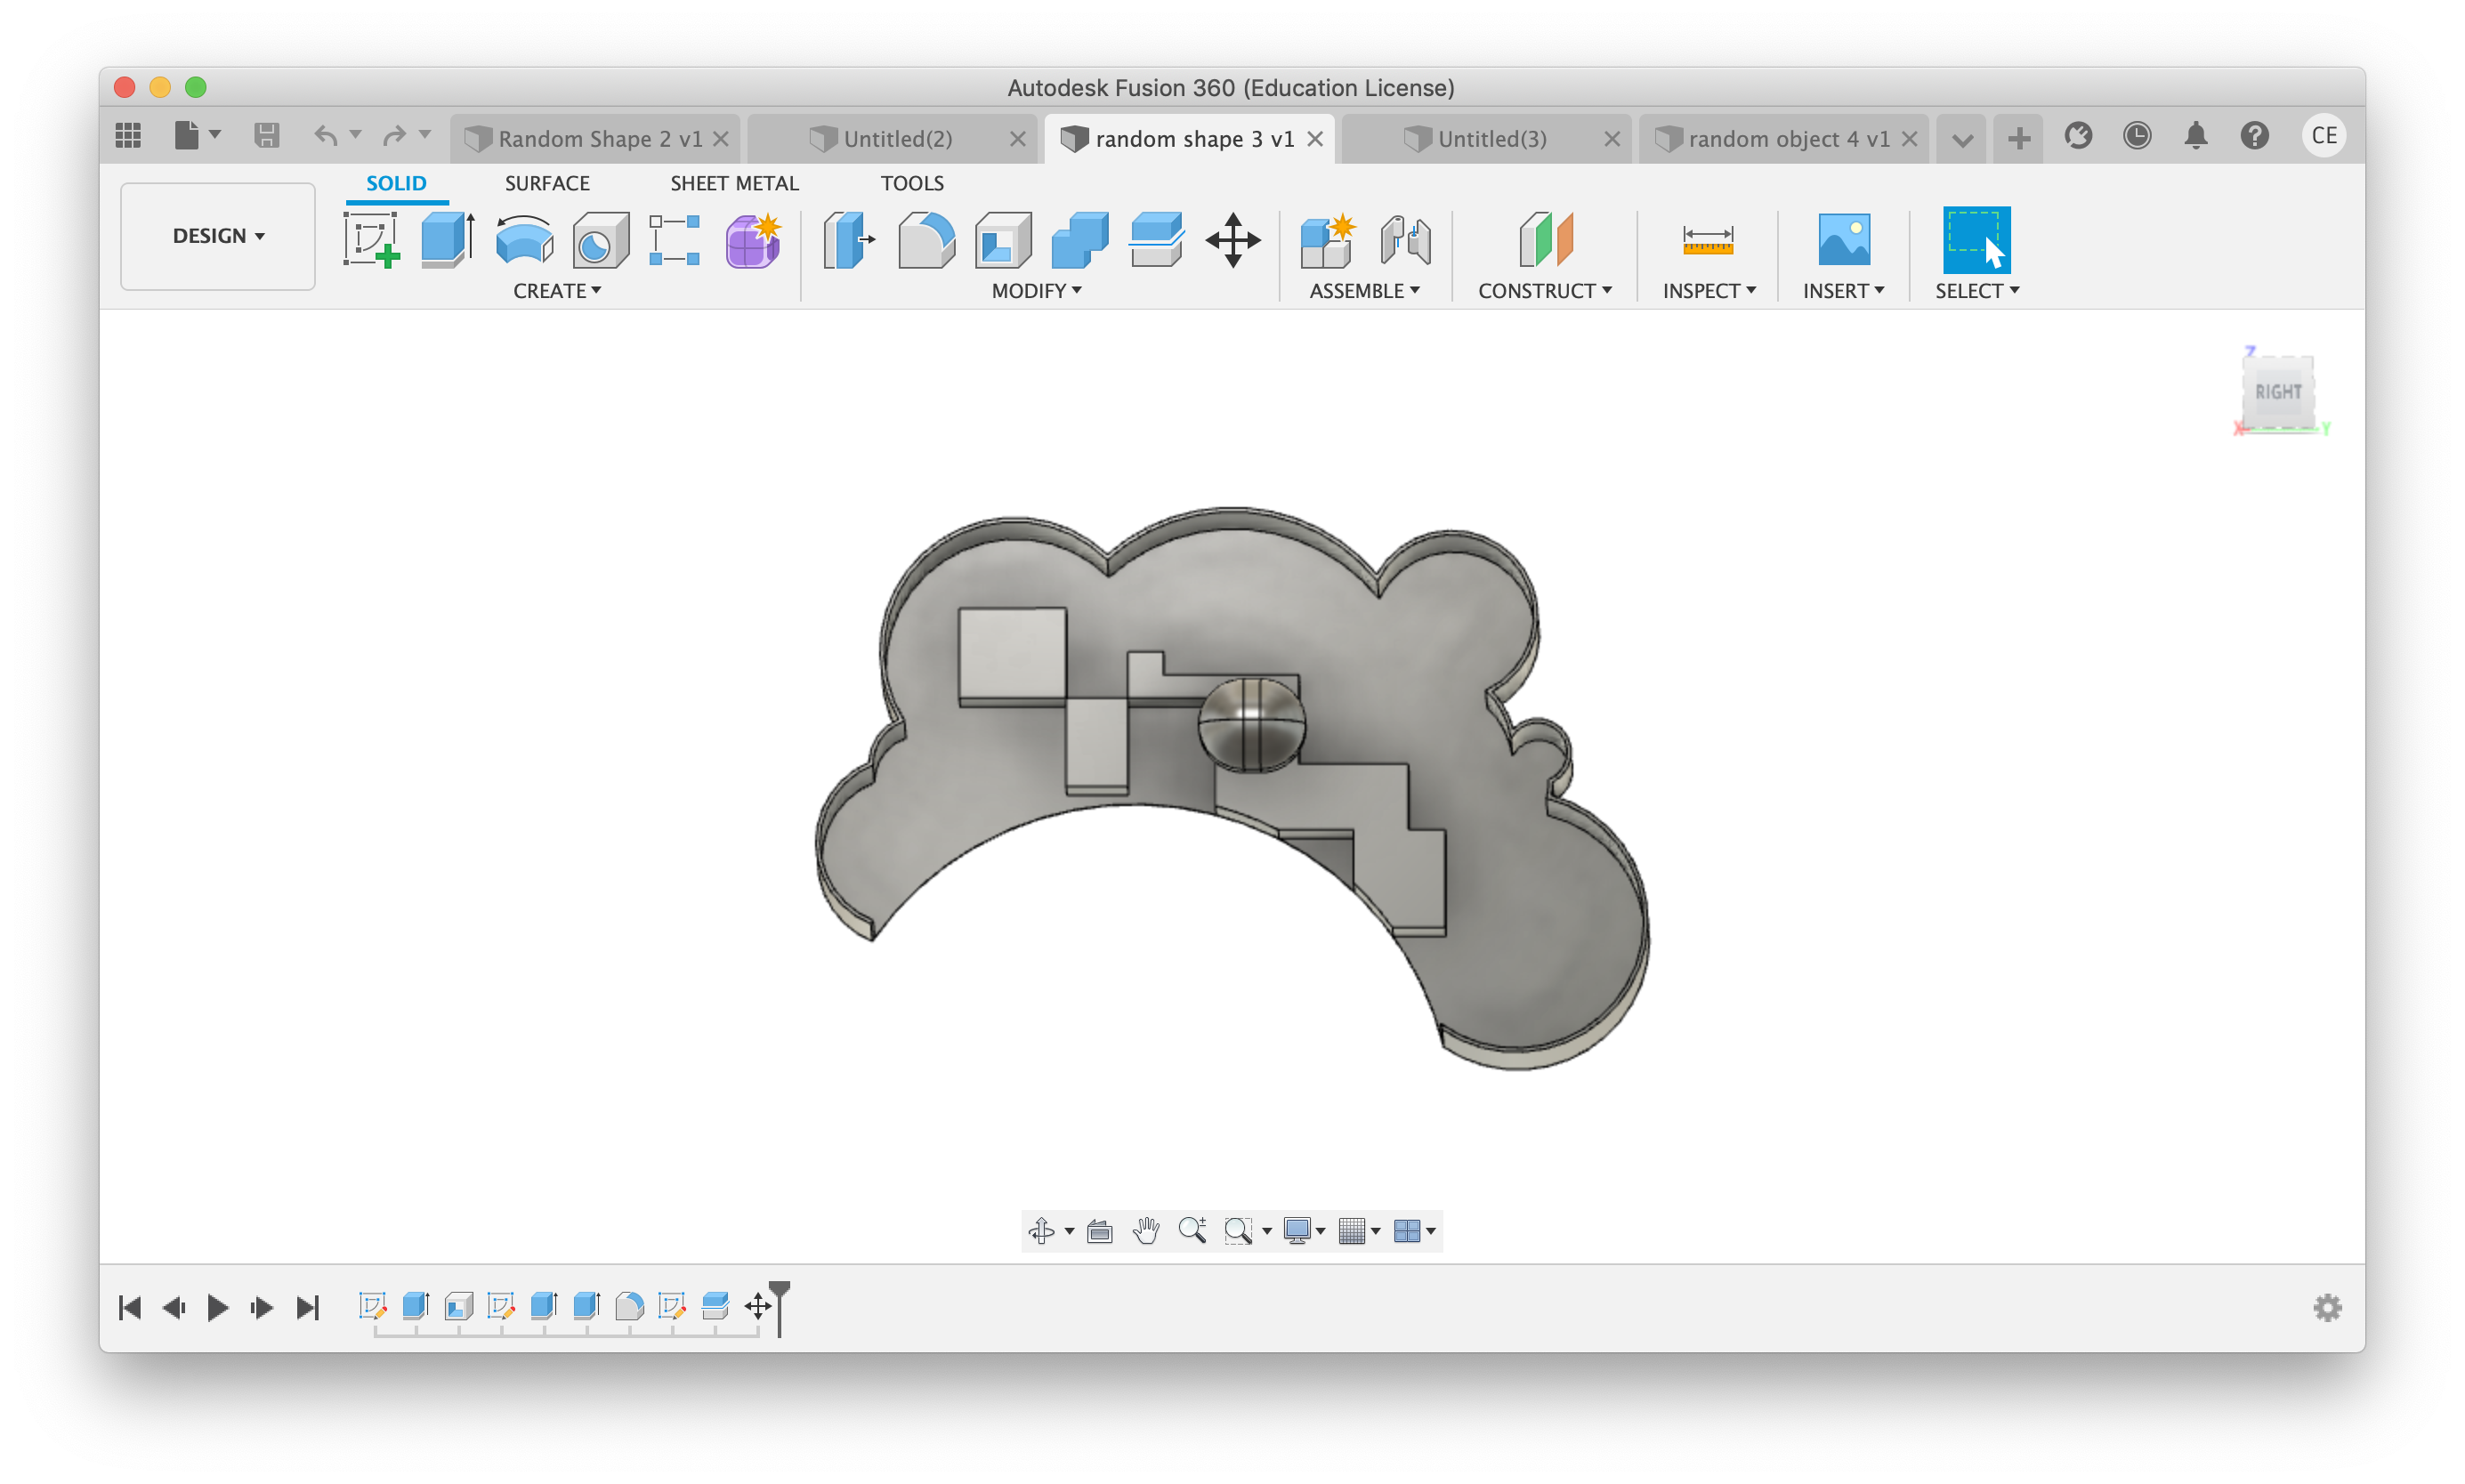 Autodesk Fusion 360 (Education License)
Random Shape 2 v1
Untitled(2)
random shape 3 v1
Untitled(3)
random object 4 v1
CE
SOLID
SURFACE
SHEET METAL
TOOLS
DESIGN
CREATE
MODIFY
ASSEMBLE
CONSTRUCT
INSPECT
INSERT
SELECT
Z
RIGHT
X
Y